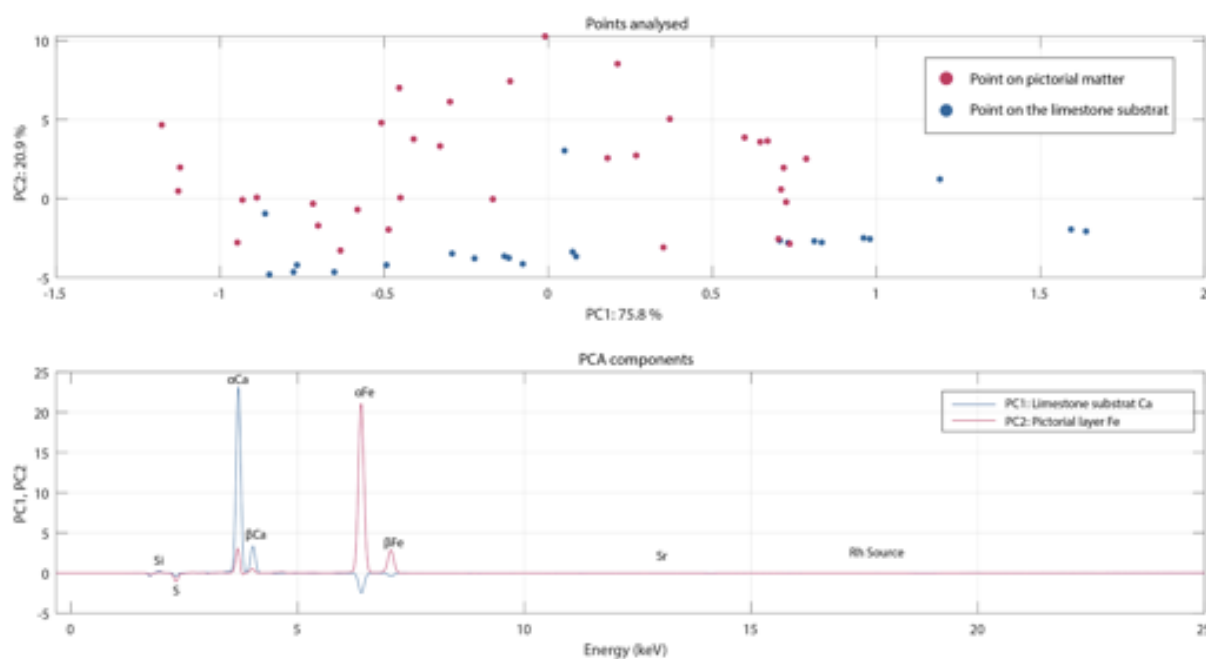 Points analysed
10
5
0
-5
PC2: 20.9 %
Point on pictorial matter
Point on the limestone substrat
-1.5 -1 -0.5 0 0.5 1 1.5 2
PC1: 75.8 %
PCA components
25
20
15
10
5
0
-5
PC1, PC2
αCa
αFe
PC1: Limestone substrat Ca
PC2: Pictorial layer Fe
βCa
βFe
Si
S
Sr
Rh Source
0 5 10 15 20 25
Energy (keV)